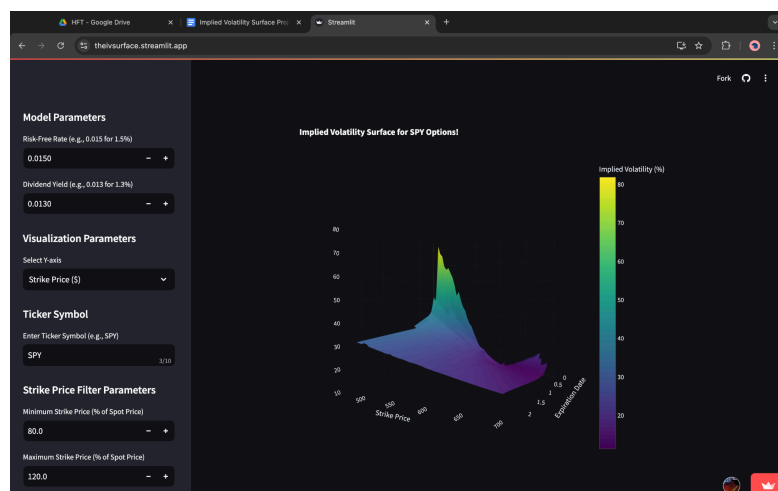 HFT - Google Drive
Implied Volatility Surface Pro
Streamlit
theivsurface.streamlit.app
Fork
Model Parameters
Risk-Free Rate (e.g., 0.015 for 1.5%)
0.0150
Dividend Yield (e.g., 0.013 for 1.3%)
0.0130
Visualization Parameters
Select Y-axis
Strike Price ($)
Ticker Symbol
Enter Ticker Symbol (e.g., SPY)
SPY
3/10
Strike Price Filter Parameters
Minimum Strike Price (% of Spot Price)
80.0
Maximum Strike Price (% of Spot Price)
120.0
Implied Volatility Surface for SPY Options!
Implied Volatility (%)
80
70
60
50
40
30
20
80
70
60
50
40
30
20
10
500
550
600
650
700
Strike Price
0
0.5
1
1.5
2
Expiration Date